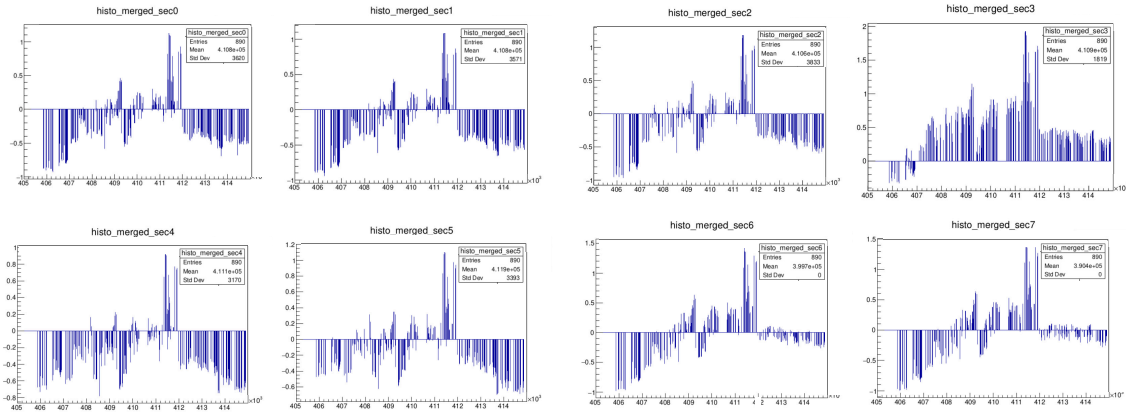 histo_merged_sec0
histo_merged_sec0
Entries 890
Mean 4.108e+05
Std Dev 3620
1
0.5
0
−0.5
−1
405 406 407 408 409 410 411 412 413 414
histo_merged_sec1
histo_merged_sec1
Entries 890
Mean 4.108e+05
Std Dev 3571
1
0.5
0
−0.5
−1
405 406 407 408 409 410 411 412 413 414 ×10³
histo_merged_sec2
histo_merged_sec2
Entries 890
Mean 4.106e+05
Std Dev 3833
1
0.5
0
−0.5
−1
405 406 407 408 409 410 411 412 413 414 ×10³
histo_merged_sec3
histo_merged_sec3
Entries 890
Mean 4.109e+05
Std Dev 1819
2
1.5
1
0.5
0
−0.5
405 406 407 408 409 410 411 412 413 414 ×10
histo_merged_sec4
histo_merged_sec4
Entries 890
Mean 4.111e+05
Std Dev 3170
1
0.8
0.6
0.4
0.2
0
−0.2
−0.4
−0.6
−0.8
405 406 407 408 409 410 411 412 413 414 ×10³
histo_merged_sec5
histo_merged_sec5
Entries 890
Mean 4.119e+05
Std Dev 3393
1.2
1
0.8
0.6
0.4
0.2
0
−0.2
−0.4
−0.6
405 406 407 408 409 410 411 412 413 414 ×10³
histo_merged_sec6
histo_merged_sec6
Entries 890
Mean 3.997e+05
Std Dev 0
1.5
1
0.5
0
−0.5
−1
405 406 407 408 409 410 411 4 2 413 414 ×10³
histo_merged_sec7
histo_merged_sec7
Entries 890
Mean 3.904e+05
Std Dev 0
1.5
1
0.5
0
−0.5
−1
405 406 407 408 409 410 411 412 413 414